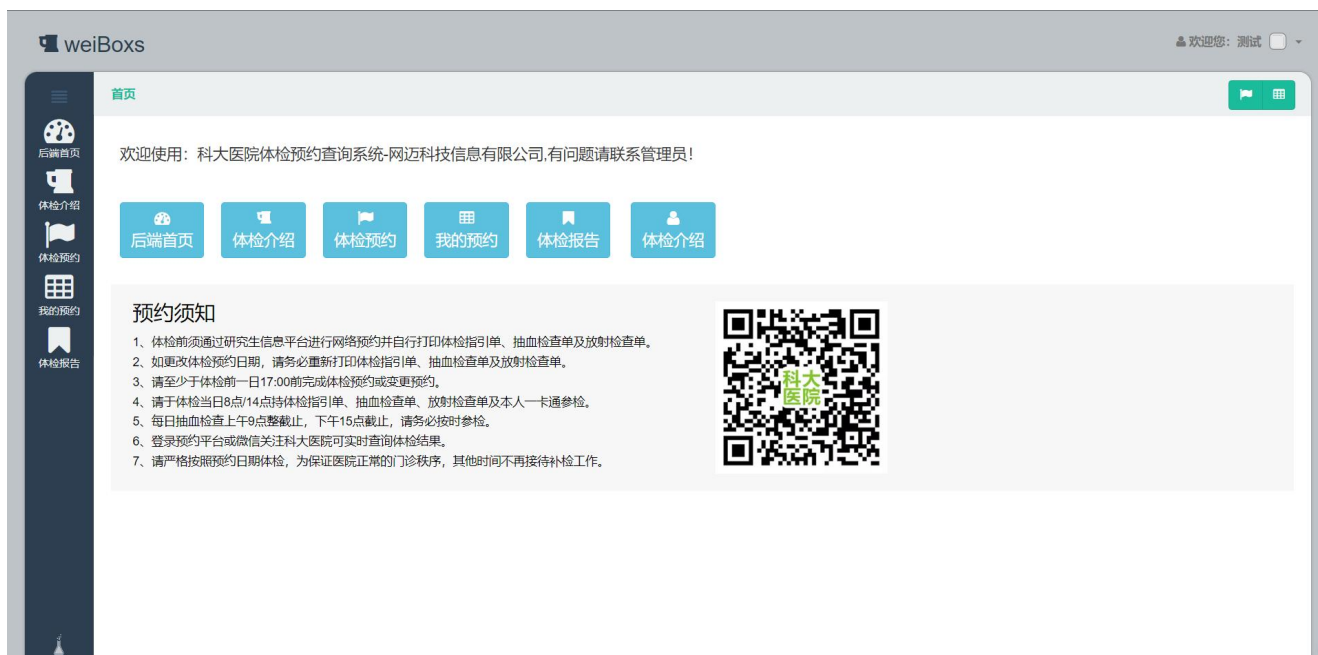 weiBoxs
欢迎您：测试
首页
后端首页
体检介绍
体检预约
我的预约
体检报告
欢迎使用：科大医院体检预约查询系统-网迈科技信息有限公司,有问题请联系管理员！
后端首页
体检介绍
体检预约
我的预约
体检报告
体检介绍
预约须知
1、体检前须通过研究生信息平台进行网络预约并自行打印体检指引单、抽血检查单及放射检查单。
2、如更改体检预约日期，请务必重新打印体检指引单、抽血检查单及放射检查单。
3、请至少于体检前一日17:00前完成体检预约或变更预约。
4、请于体检当日8点/14点持体检指引单、抽血检查单、放射检查单及本人一卡通参检。
5、每日抽血检查上午9点整截止，下午15点截止，请务必按时参检。
6、登录预约平台或微信关注科大医院可实时查询体检结果。
7、请严格按照预约日期体检，为保证医院正常的门诊秩序，其他时间不再接待补检工作。
科大
医院